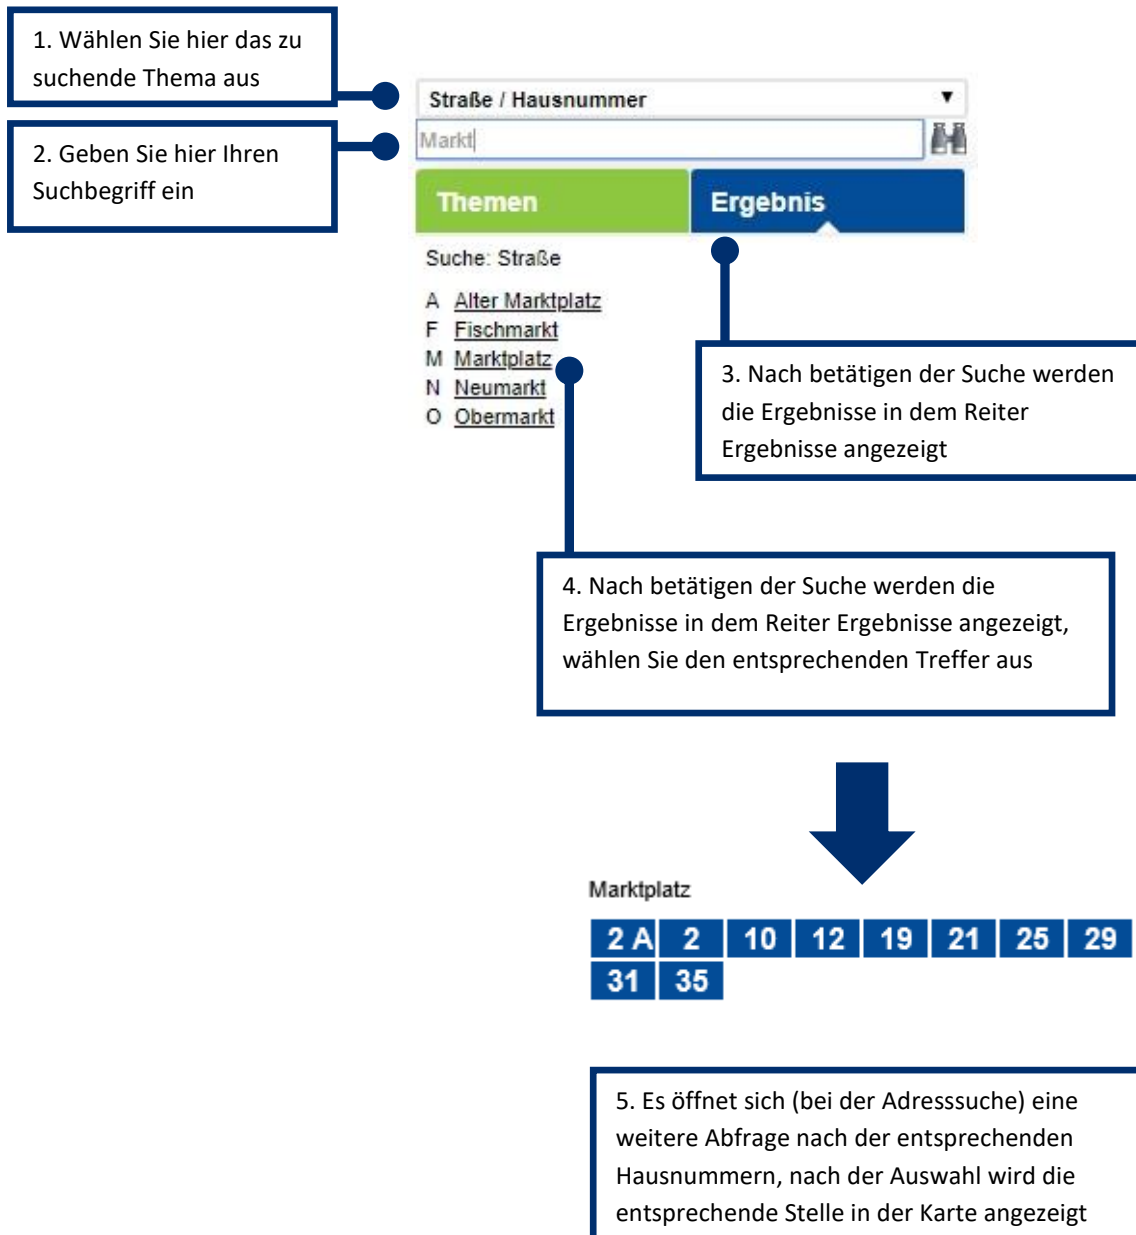 1. Wählen Sie hier das zu
suchende Thema aus
2. Geben Sie hier Ihren
Suchbegriff ein
Straße / Hausnummer
Markt
Themen
Ergebnis
Suche: Straße
A Alter Marktplatz
F Fischmarkt
M Marktplatz
N Neumarkt
O Obermarkt
3. Nach betätigen der Suche werden
die Ergebnisse in dem Reiter
Ergebnisse angezeigt
4. Nach betätigen der Suche werden die
Ergebnisse in dem Reiter Ergebnisse angezeigt,
wählen Sie den entsprechenden Treffer aus
Marktplatz
2 A 2 10 12 19 21 25 29
31 35
5. Es öffnet sich (bei der Adresssuche) eine
weitere Abfrage nach der entsprechenden
Hausnummern, nach der Auswahl wird die
entsprechende Stelle in der Karte angezeigt